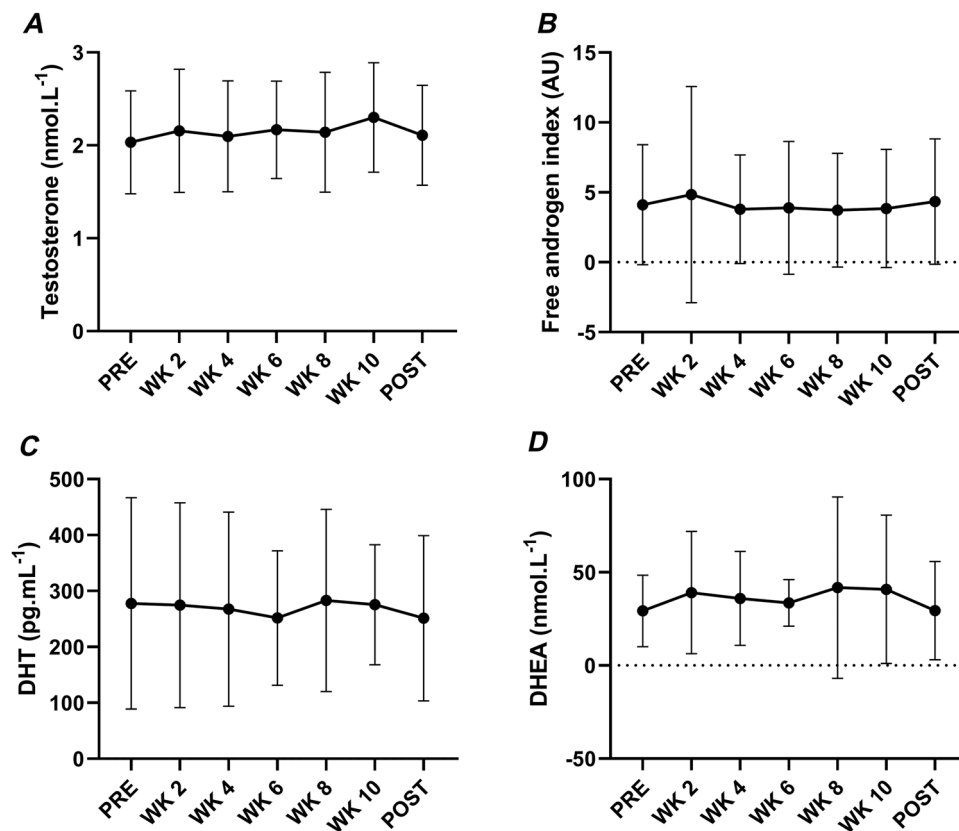 A
Testosterone (nmol.L-1)
3
2
1
0
PRE
WK 2
WK 4
WK 6
WK 8
WK 10
POST
B
Free androgen index (AU)
15
10
5
0
-5
PRE
WK 2
WK 4
WK 6
WK 8
WK 10
POST
C
DHT (pg.mL-1)
500
400
300
200
100
0
PRE
WK 2
WK 4
WK 6
WK 8
WK 10
POST
D
DHEA (nmol.L-1)
100
50
0
-50
PRE
WK 2
WK 4
WK 6
WK 8
WK 10
POST